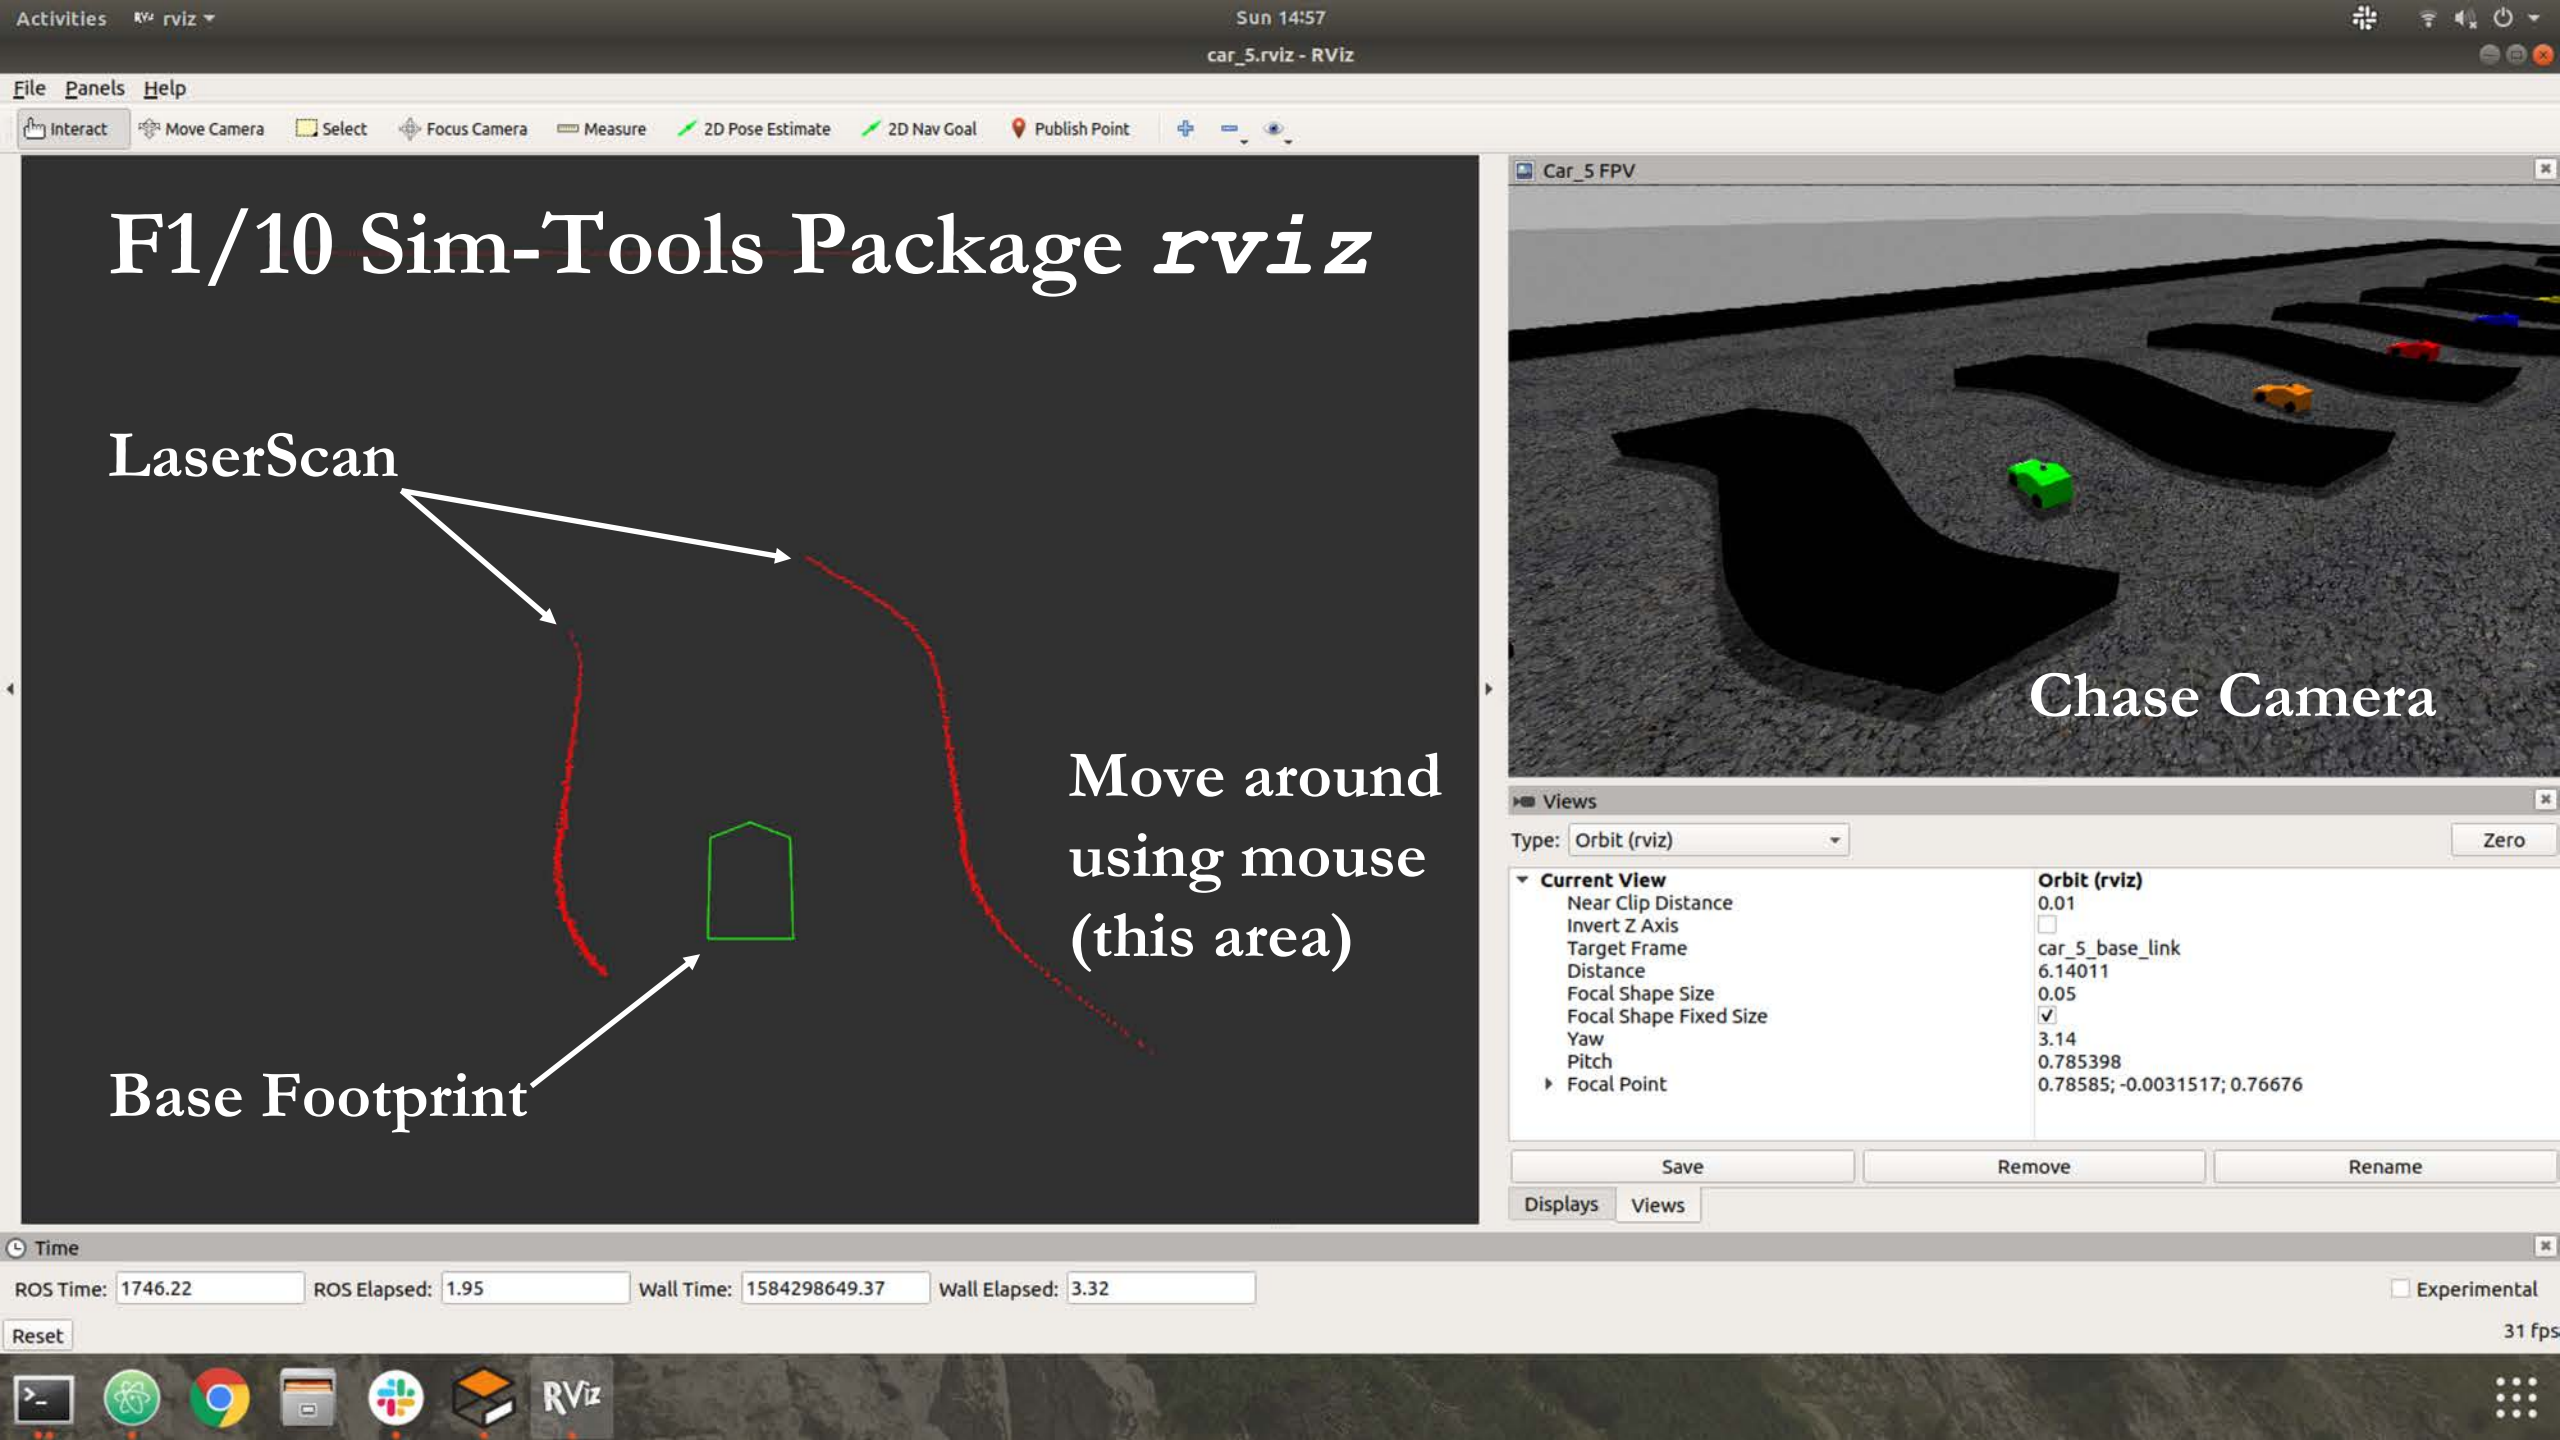 Activities RViz rviz
Sun 14:57
car_5.rviz - RViz
File Panels Help
Interact Move Camera Select Focus Camera Measure 2D Pose Estimate 2D Nav Goal Publish Point
F1/10 Sim-Tools Package rviz
LaserScan
Move around
using mouse
(this area)
Base Footprint
Car_5 FPV
Chase Camera
Views
Type: Orbit (rviz) Zero
Current View Orbit (rviz)
Near Clip Distance 0.01
Invert Z Axis
Target Frame car_5_base_link
Distance 6.14011
Focal Shape Size 0.05
Focal Shape Fixed Size ✓
Yaw 3.14
Pitch 0.785398
Focal Point 0.78585; -0.0031517; 0.76676
Save Remove Rename
Displays Views
Time
ROS Time: 1746.22 ROS Elapsed: 1.95 Wall Time: 1584298649.37 Wall Elapsed: 3.32 Experimental
Reset 31 fps
>_ RViz